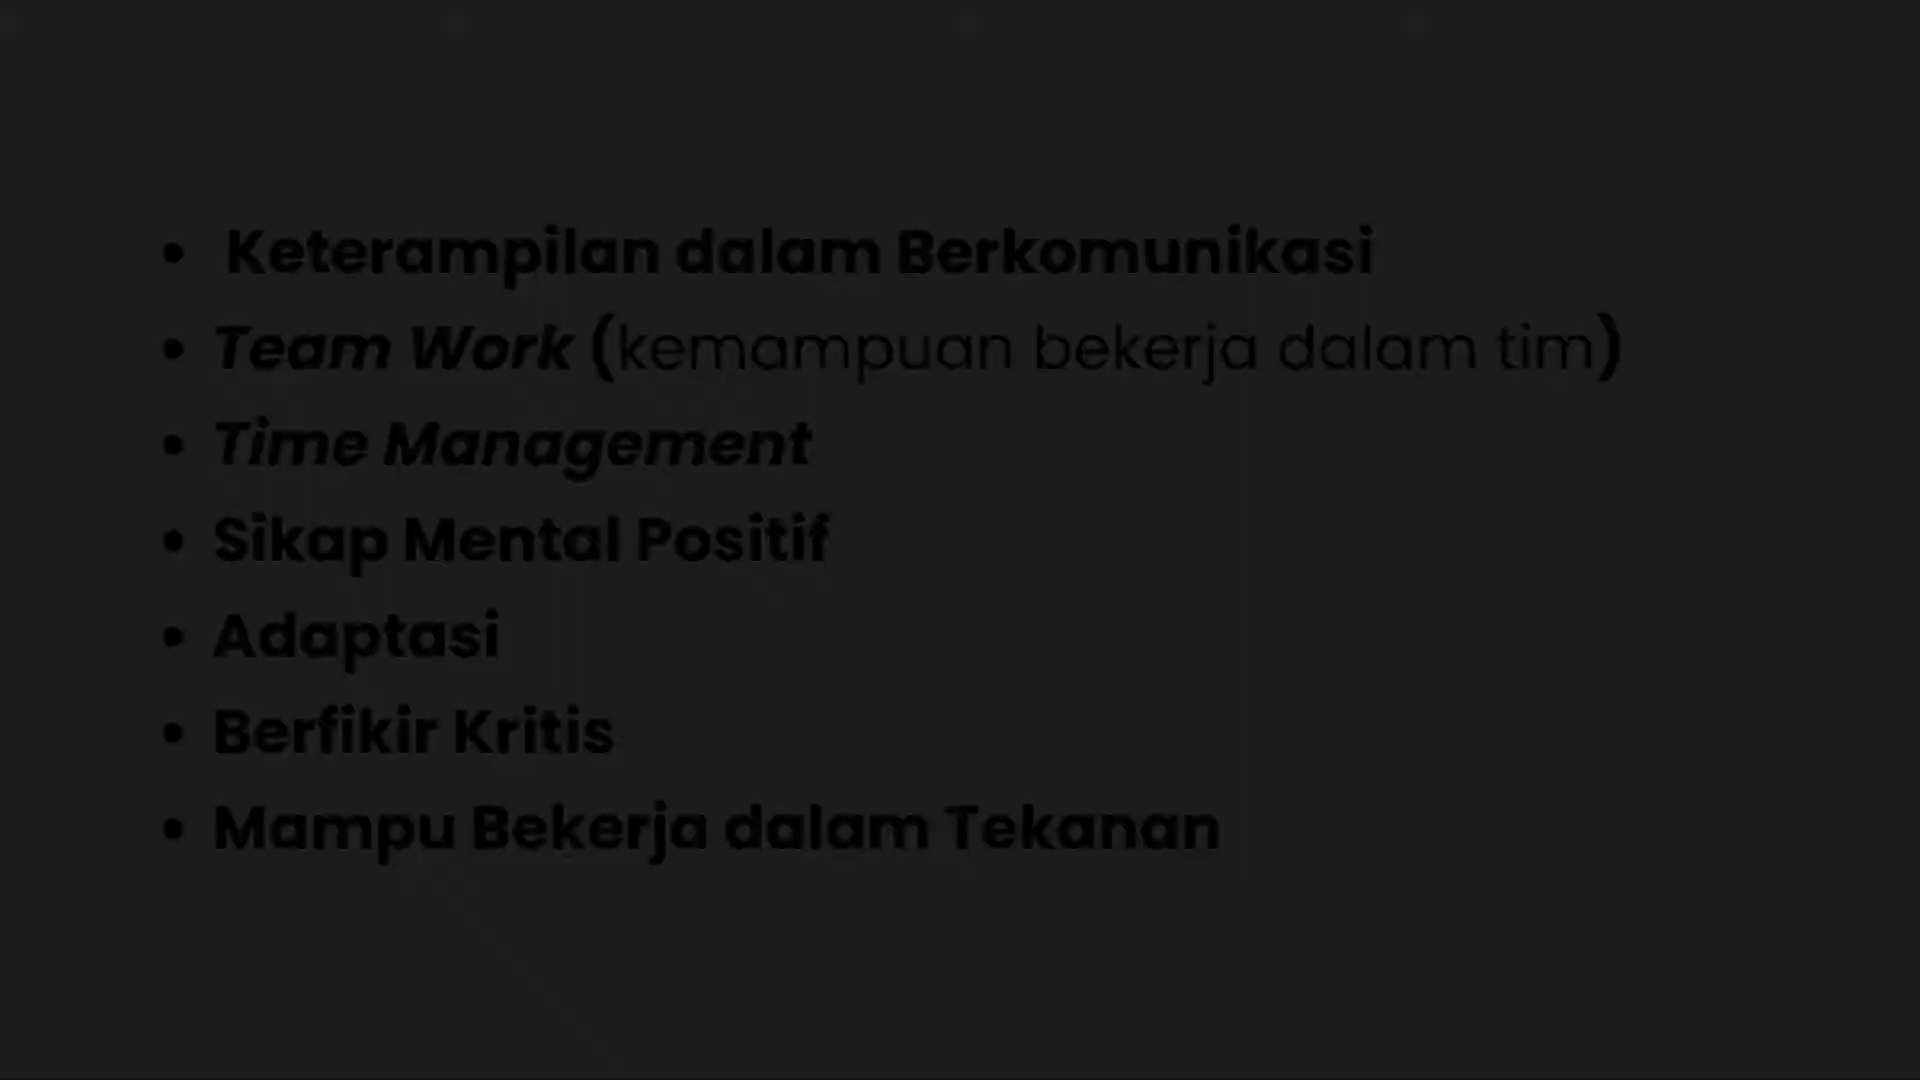 • Keterampilan dalam Berkomunikasi
• Team Work (kemampuan bekerja dalam tim)
• Time Management
• Sikap Mental Positif
• Adaptasi
• Berfikir Kritis
• Mampu Bekerja dalam Tekanan